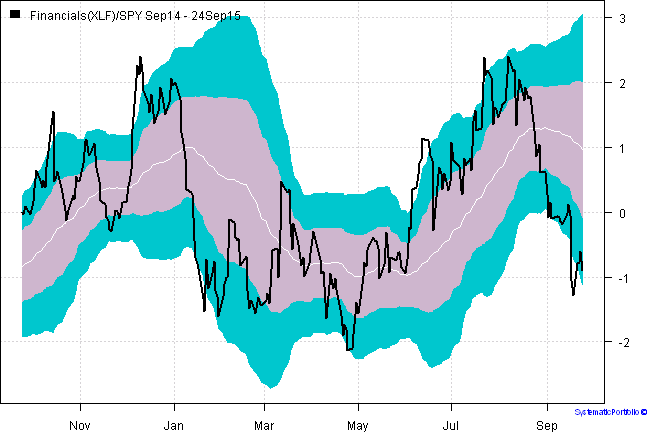 Financials(XLF)/SPY Sep14 - 24Sep15
3
2
1
0
-1
-2
Nov Jan Mar May Jul Sep
SystematicPortfolio ©